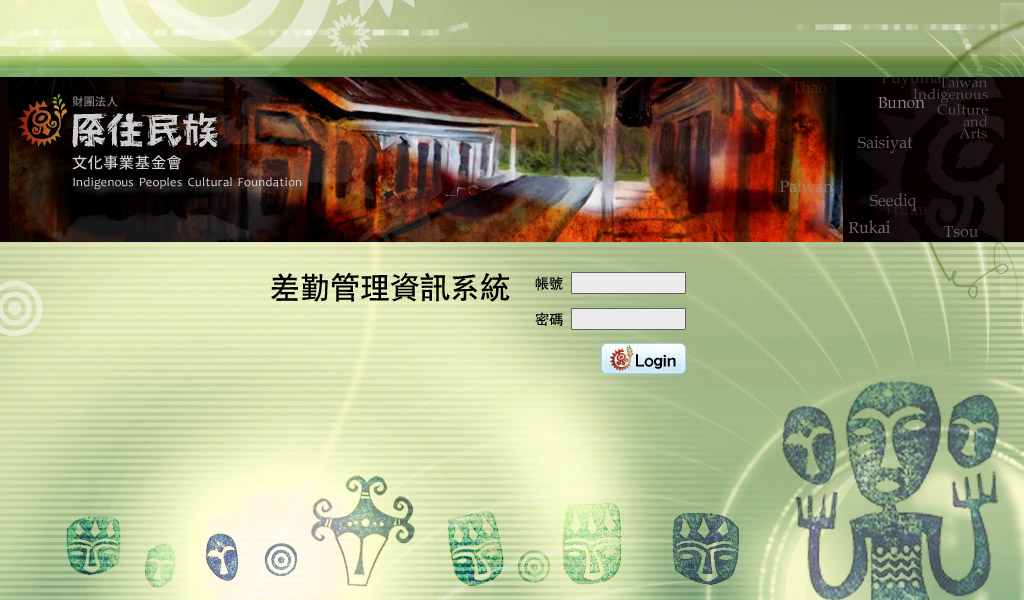 財團法人
原住民族
文化事業基金會
Indigenous Peoples Cultural Foundation
Thao
Puyuma
Taiwan
Indigenous
Culture
and
Arts
Bunon
Saisiyat
Paiwan
Seediq
Truku
Rukai
Tsou
差勤管理資訊系統
帳號
密碼
Login